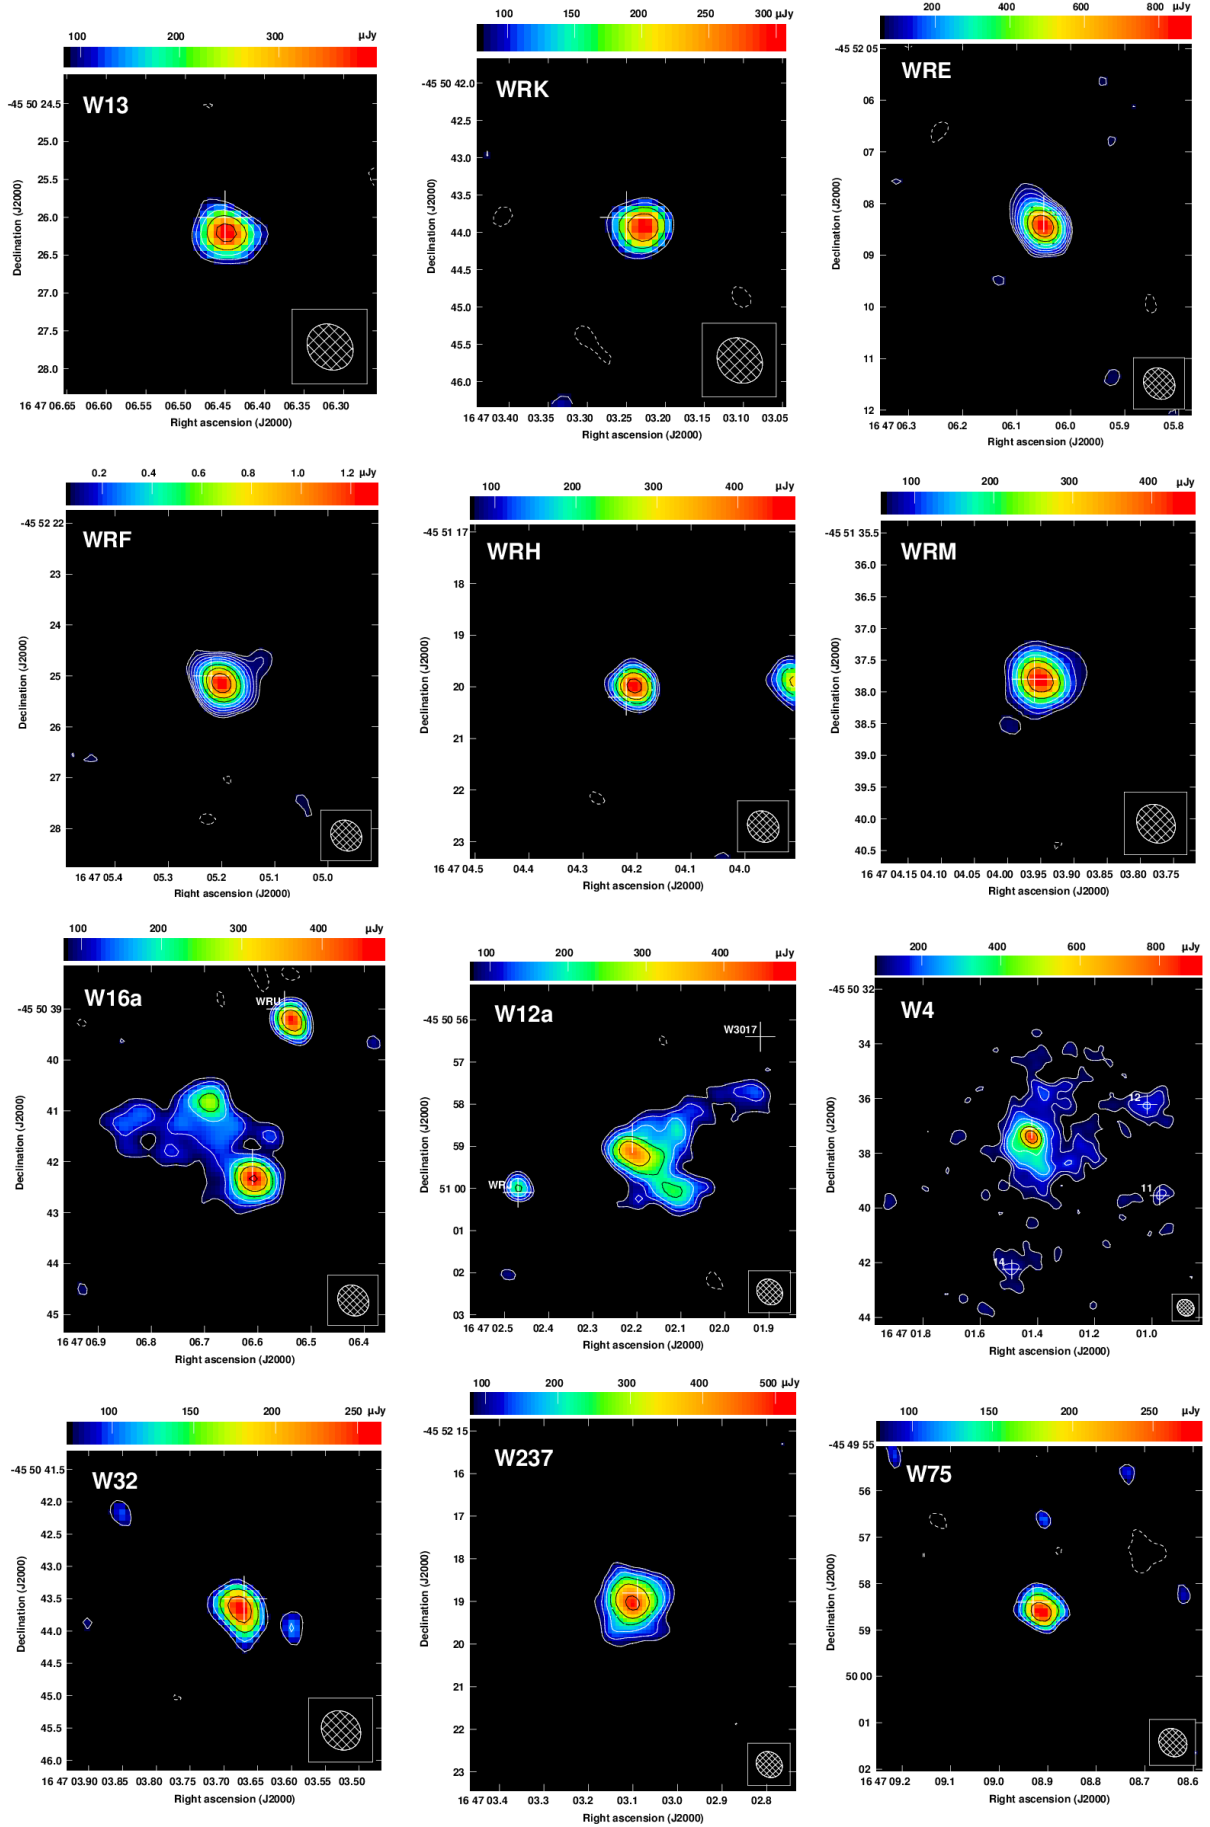 100 200 300 μJy
W13
-45 50 24.5
25.0
25.5
26.0
26.5
27.0
27.5
28.0
Declination (J2000)
16 47 06.65 06.60 06.55 06.50 06.45 06.40 06.35 06.30
Right ascension (J2000)
100 150 200 250 300 μJy
WRK
-45 50 42.0
42.5
43.0
43.5
44.0
44.5
45.0
45.5
46.0
Declination (J2000)
16 47 03.40 03.35 03.30 03.25 03.20 03.15 03.10 03.05
Right ascension (J2000)
200 400 600 800 μJy
WRE
-45 52 05
06
07
08
09
10
11
12
Declination (J2000)
16 47 06.3 06.2 06.1 06.0 05.9 05.8
Right ascension (J2000)
0.2 0.4 0.6 0.8 1.0 1.2 μJy
WRF
-45 52 22
23
24
25
26
27
28
Declination (J2000)
16 47 05.4 05.3 05.2 05.1 05.0
Right ascension (J2000)
100 200 300 400 μJy
WRH
-45 51 17
18
19
20
21
22
23
Declination (J2000)
16 47 04.5 04.4 04.3 04.2 04.1 04.0
Right ascension (J2000)
100 200 300 400 μJy
WRM
-45 51 35.5
36.0
36.5
37.0
37.5
38.0
38.5
39.0
39.5
40.0
40.5
Declination (J2000)
16 47 04.15 04.10 04.05 04.00 03.95 03.90 03.85 03.80 03.75
Right ascension (J2000)
100 200 300 400 μJy
W16a
WRU
-45 50 39
40
41
42
43
44
45
Declination (J2000)
16 47 06.9 06.8 06.7 06.6 06.5 06.4
Right ascension (J2000)
100 200 300 400 μJy
W12a
W3017
-45 50 56
57
58
59
51 00
01
02
03
Declination (J2000)
16 47 02.5 02.4 02.3 02.2 02.1 02.0 01.9
Right ascension (J2000)
200 400 600 800 μJy
W4
12
11
14
-45 50 32
34
36
38
40
42
44
Declination (J2000)
16 47 01.8 01.6 01.4 01.2 01.0
Right ascension (J2000)
100 150 200 250 μJy
W32
-45 50 41.5
42.0
42.5
43.0
43.5
44.0
44.5
45.0
45.5
46.0
Declination (J2000)
16 47 03.90 03.85 03.80 03.75 03.70 03.65 03.60 03.55 03.50
Right ascension (J2000)
100 200 300 400 500 μJy
W237
-45 52 15
16
17
18
19
20
21
22
23
Declination (J2000)
16 47 03.4 03.3 03.2 03.1 03.0 02.9 02.8
Right ascension (J2000)
100 150 200 250 μJy
W75
-45 49 55
56
57
58
59
50 00
01
02
Declination (J2000)
16 47 09.2 09.1 09.0 08.9 08.8 08.7 08.6
Right ascension (J2000)